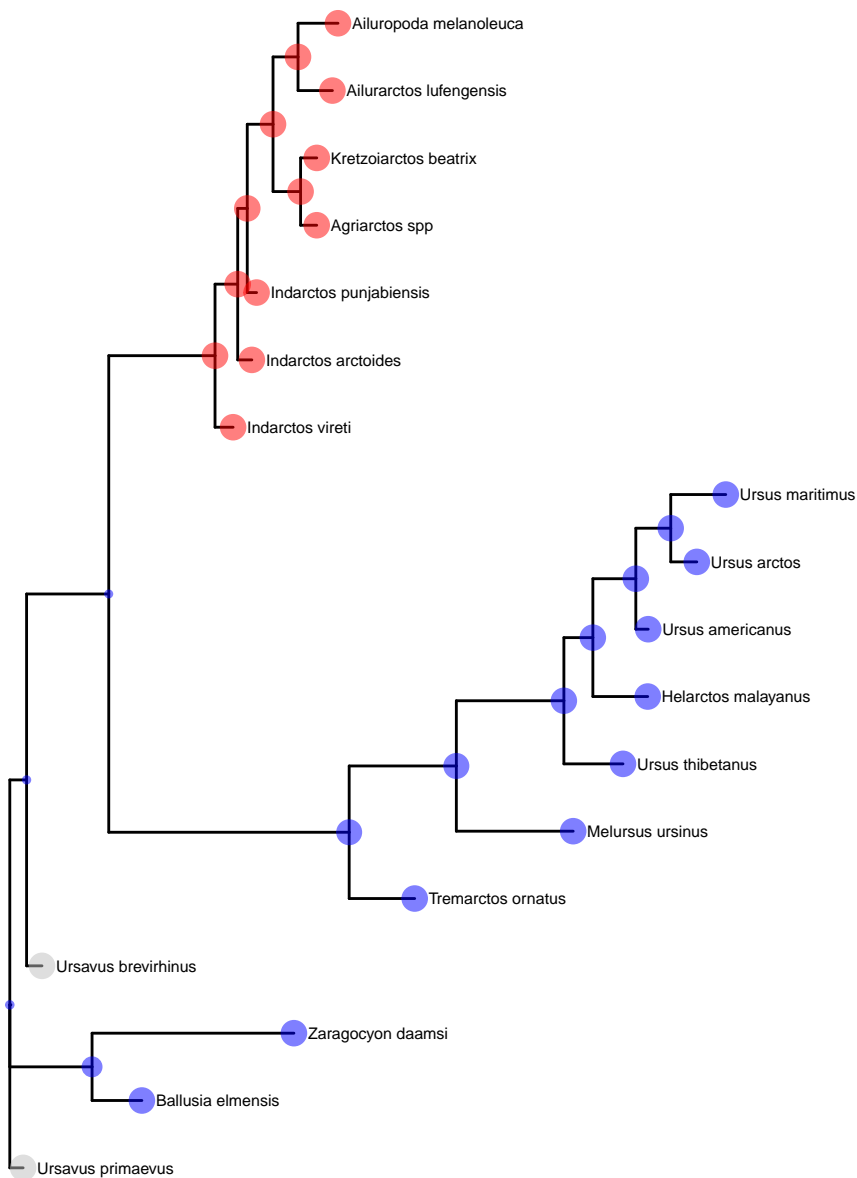 Ailuropoda melanoleuca
Ailurarctos lufengensis
Kretzoiarctos beatrix
Agriarctos spp
Indarctos punjabiensis
Indarctos arctoides
Indarctos vireti
Ursus maritimus
Ursus arctos
Ursus americanus
Helarctos malayanus
Ursus thibetanus
Melursus ursinus
Tremarctos ornatus
Ursavus brevirhinus
Zaragocyon daamsi
Ballusia elmensis
Ursavus primaevus